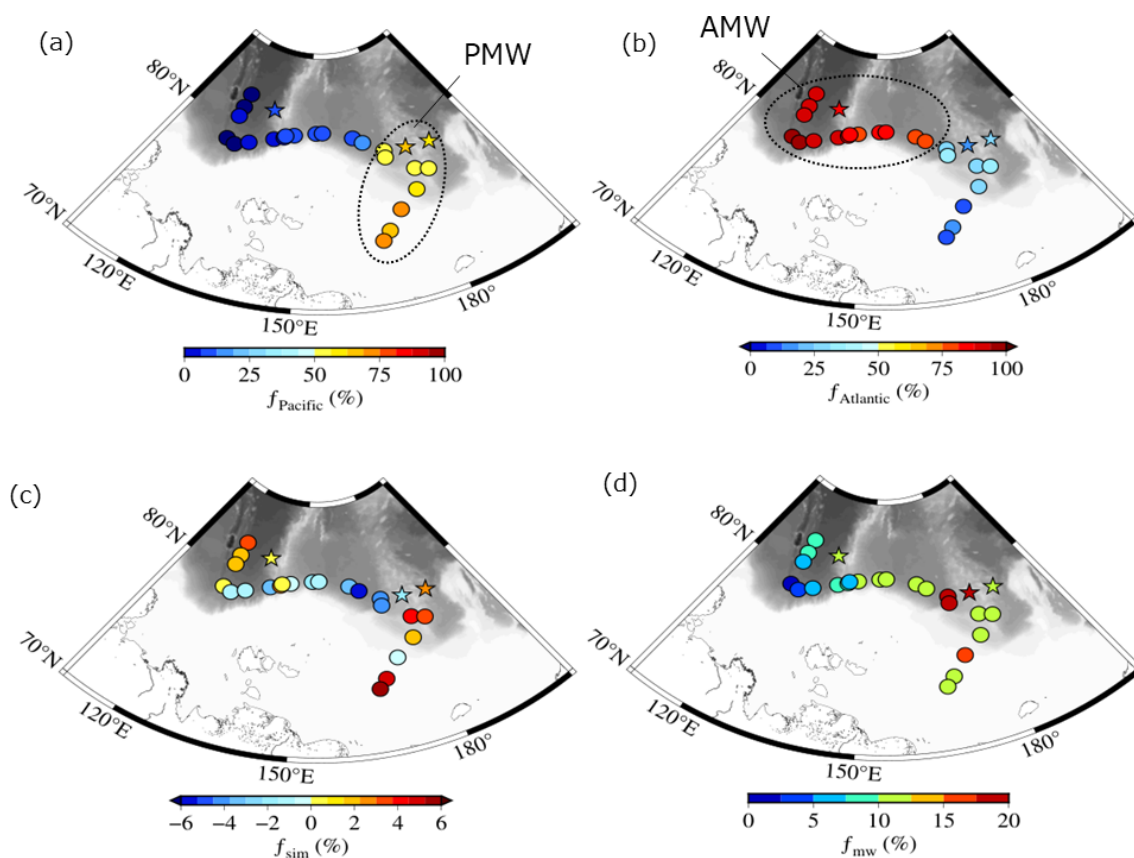 (a)
PMW
80°N
70°N
120°E
150°E
180°
0 25 50 75 100
fPacific (%)
(b)
AMW
80°N
70°N
120°E
150°E
180°
0 25 50 75 100
fAtlantic (%)
(c)
80°N
70°N
120°E
150°E
180°
−6 −4 −2 0 2 4 6
fsim (%)
(d)
80°N
70°N
120°E
150°E
180°
0 5 10 15 20
fmw (%)